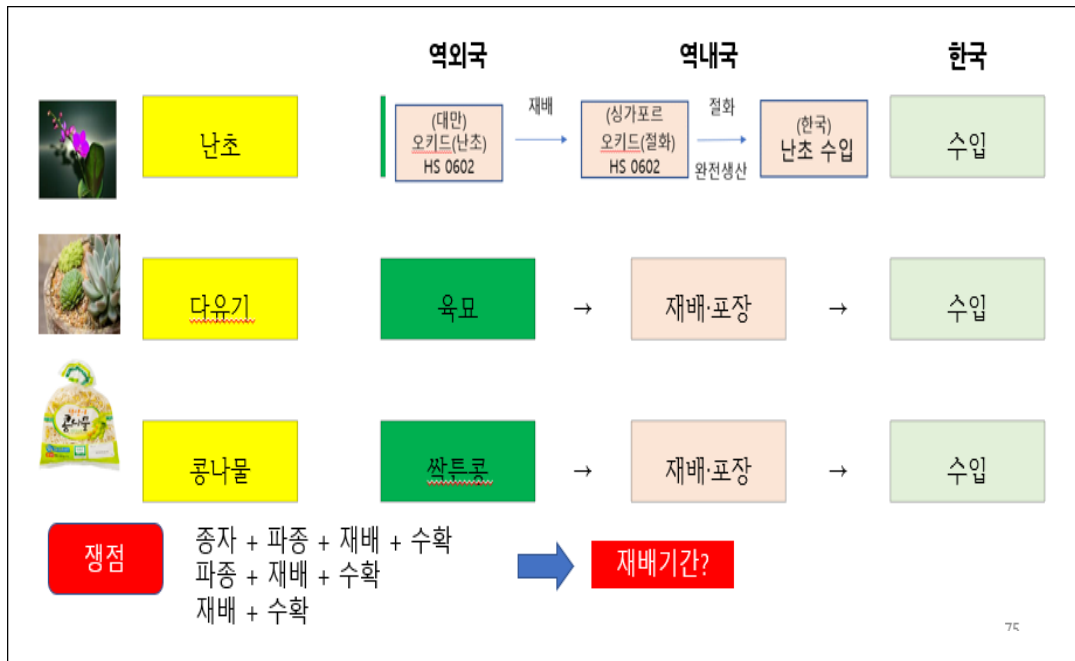 역외국
역내국
한국
난초
(대만)
오키드(난초)
HS 0602
재배
(싱가포르
오키드(절화)
HS 0602
절화
완전생산
(한국)
난초 수입
수입
다유기
육묘
→
재배·포장
→
수입
콩나물
콩나물
싹튼콩
→
재배·포장
→
수입
쟁점
종자 + 파종 + 재배 + 수확
파종 + 재배 + 수확
재배 + 수확
재배기간?
75